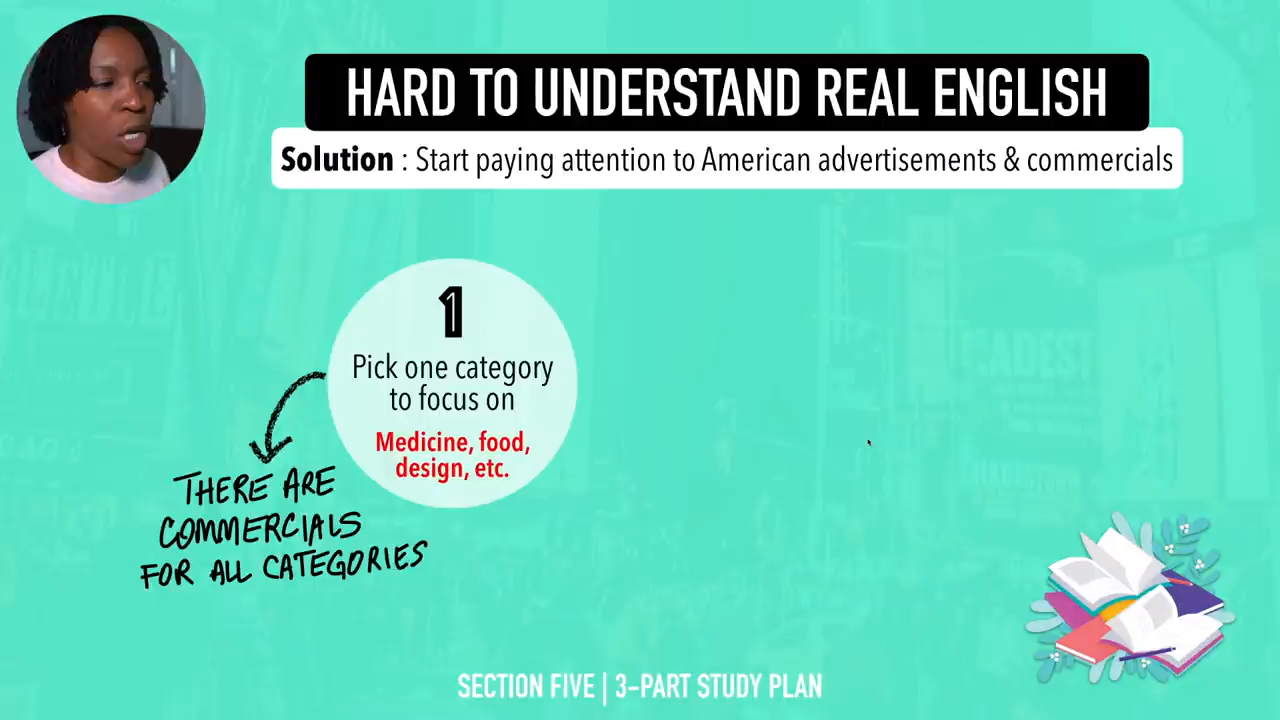 HARD TO UNDERSTAND REAL ENGLISH
Solution : Start paying attention to American advertisements & commercials
1
Pick one category
to focus on
Medicine, food,
design, etc.
THERE ARE
COMMERCIALS
FOR ALL CATEGORIES
SECTION FIVE | 3-PART STUDY PLAN